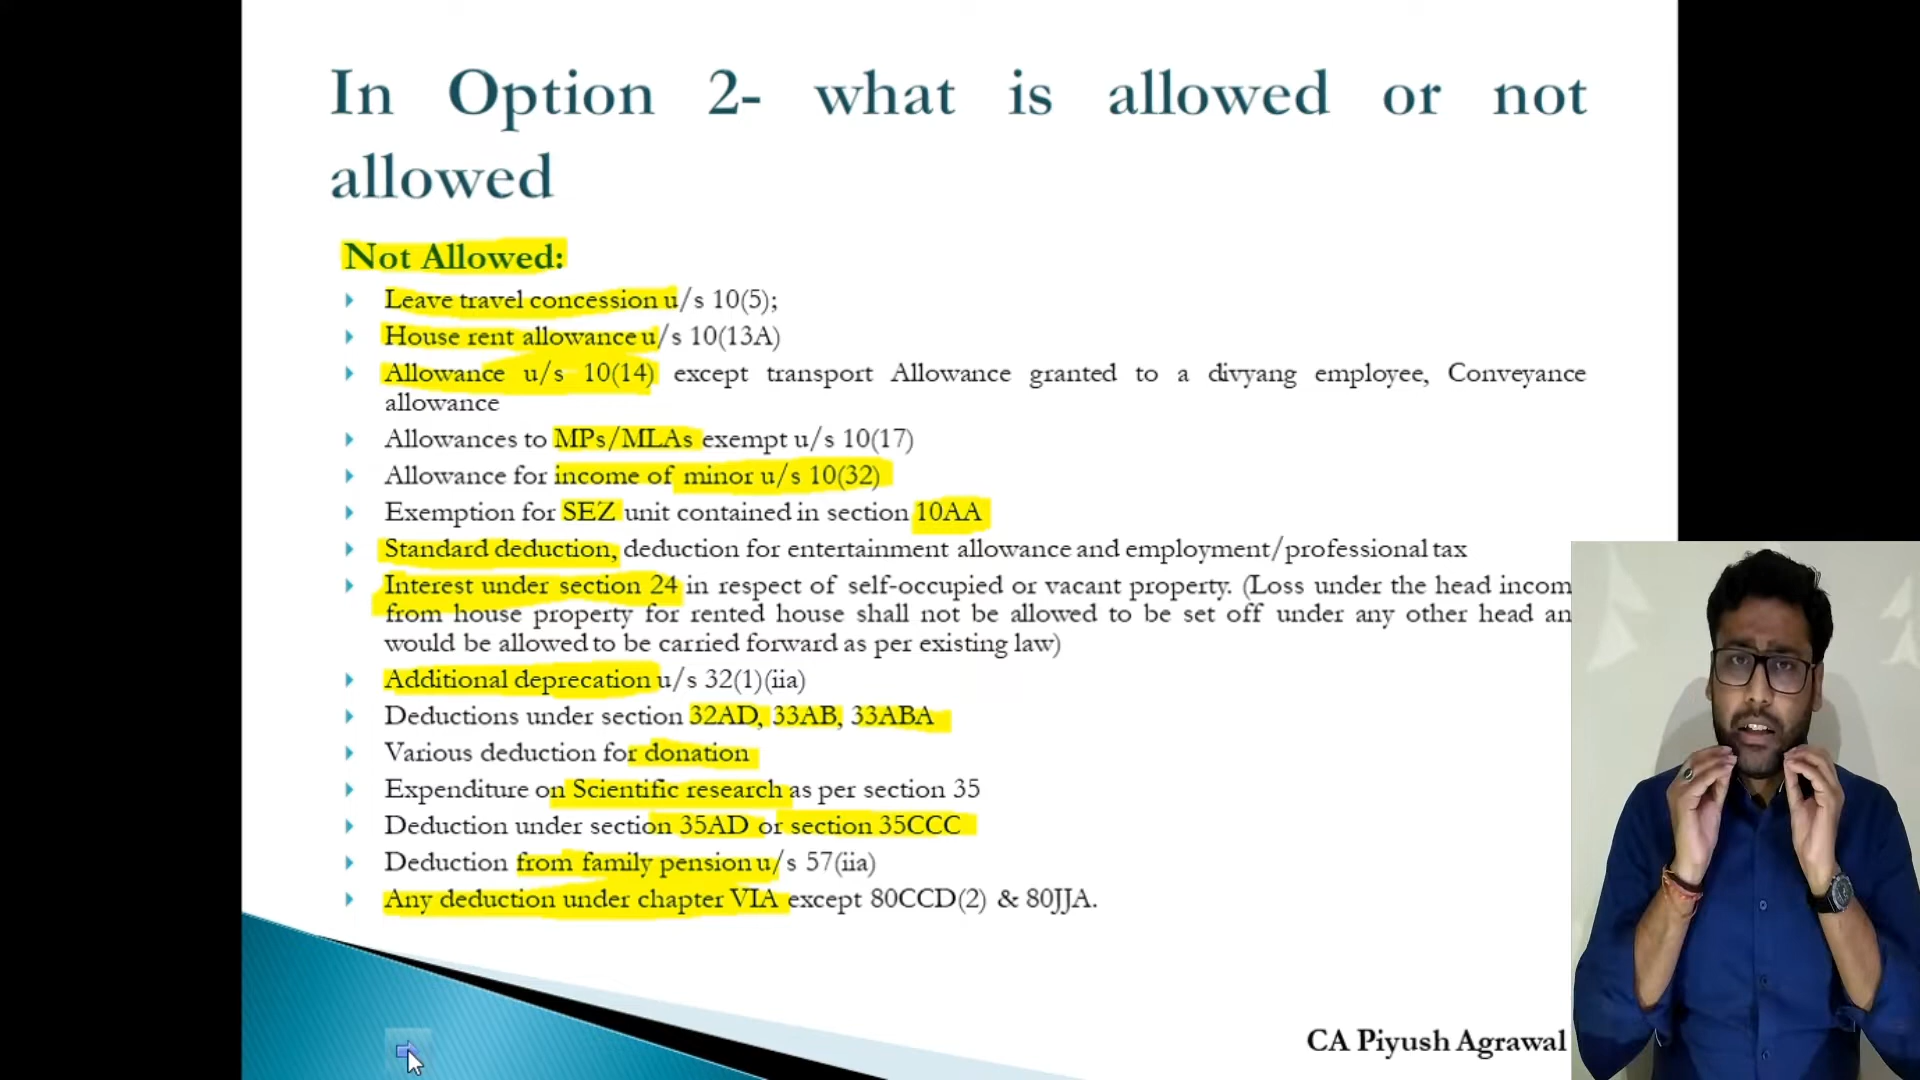 In Option 2- what is allowed or not
allowed
Not Allowed:
Leave travel concession u/s 10(5);
House rent allowance u/s 10(13A)
Allowance u/s 10(14) except transport Allowance granted to a divyang employee, Conveyance
allowance
Allowances to MPs/MLAs exempt u/s 10(17)
Allowance for income of minor u/s 10(32)
Exemption for SEZ unit contained in section 10AA
Standard deduction, deduction for entertainment allowance and employment/professional tax
Interest under section 24 in respect of self-occupied or vacant property. (Loss under the head incom
from house property for rented house shall not be allowed to be set off under any other head an
would be allowed to be carried forward as per existing law)
Additional deprecation u/s 32(1)(iia)
Deductions under section 32AD, 33AB, 33ABA
Various deduction for donation
Expenditure on Scientific research as per section 35
Deduction under section 35AD or section 35CCC
Deduction from family pension u/s 57(iia)
Any deduction under chapter VIA except 80CCD(2) & 80JJA.
CA Piyush Agrawal